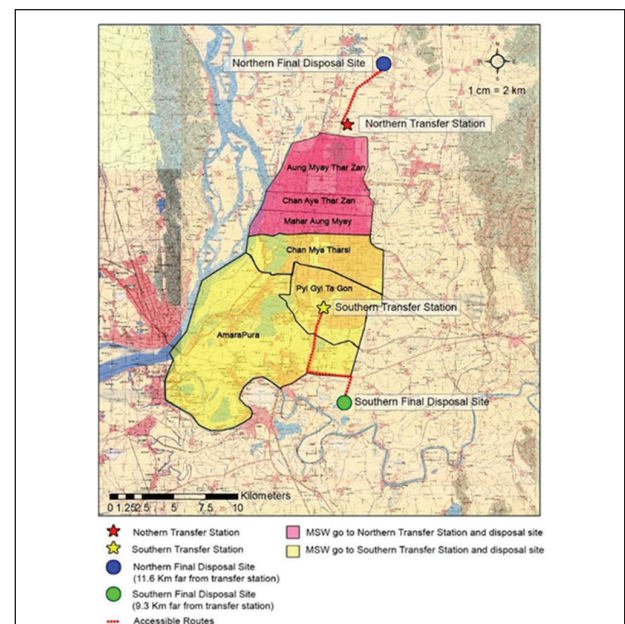 Northern Final Disposal Site
N
1 cm = 2 km
Northern Transfer Station
Aung Myay Thar Zan
Chan Aye Thar Zan
Mahar Aung Myay
Chan Mya Tharsi
Pyi Gyi Ta Gon
Southern Transfer Station
AmaraPura
Southern Final Disposal Site
Kilometers
0 1.252.5 5 7.5 10
Nothern Transfer Station
MSW go to Northern Transfer Station and disposal site
Southern Transfer Station
MSW go to Southern Transfer Station and disposal site
Northern Final Disposal Site
(11.6 Km far from transfer station)
Southern Final Disposal Site
(9.3 Km far from transfer station)
Accessible Routes